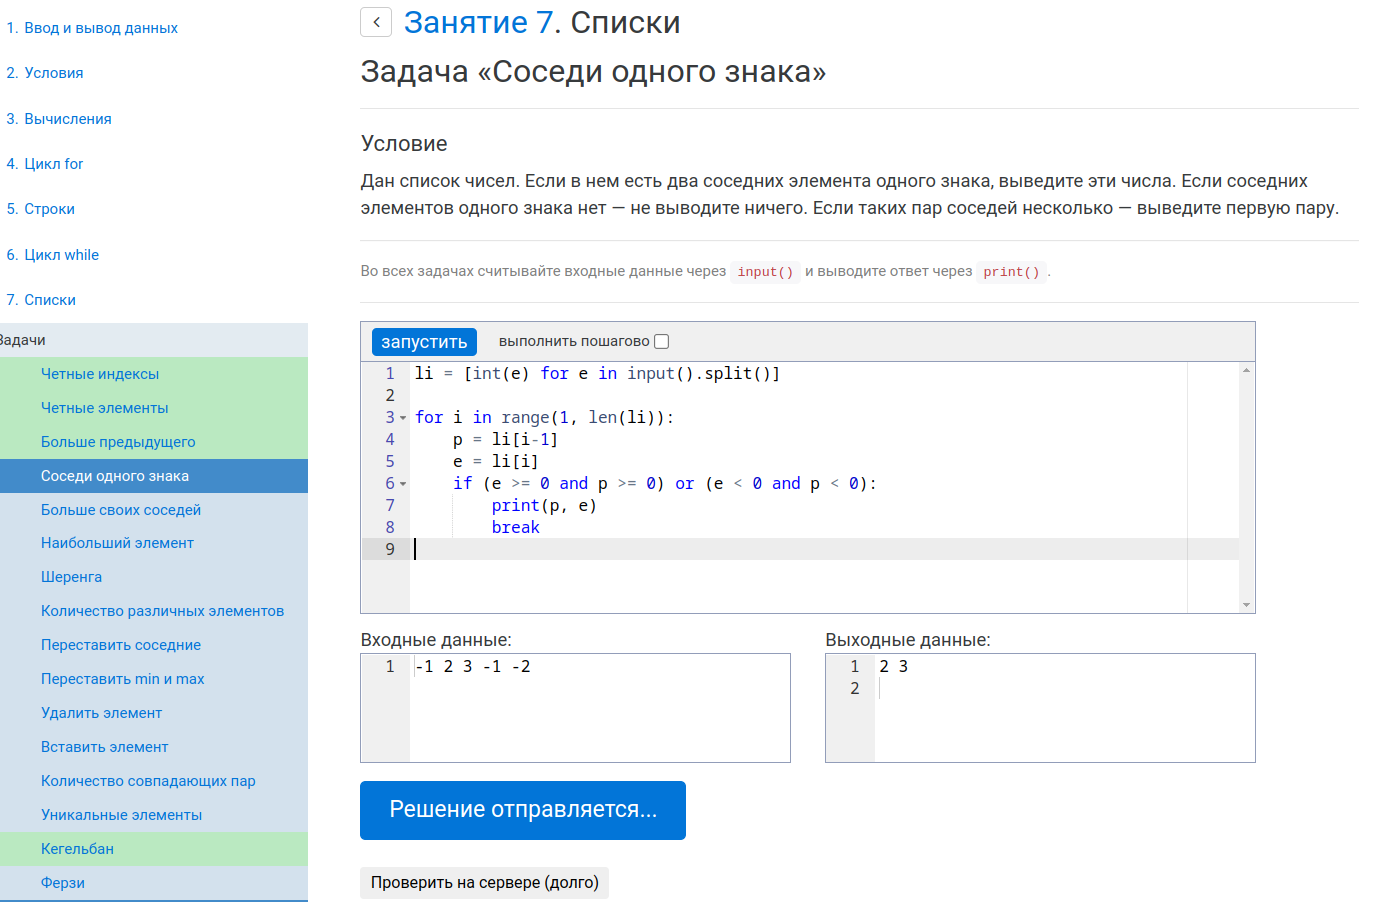 1. Ввод и вывод данных
2. Условия
3. Вычисления
4. Цикл for
5. Строки
6. Цикл while
7. Списки
Задачи
Четные индексы
Четные элементы
Больше предыдущего
Соседи одного знака
Больше своих соседей
Наибольший элемент
Шеренга
Количество различных элементов
Переставить соседние
Переставить min и max
Удалить элемент
Вставить элемент
Количество совпадающих пар
Уникальные элементы
Кегельбан
Ферзи
Занятие 7. Списки
Задача «Соседи одного знака»
Условие
Дан список чисел. Если в нем есть два соседних элемента одного знака, выведите эти числа. Если соседних
элементов одного знака нет — не выводите ничего. Если таких пар соседей несколько — выведите первую пару.
Во всех задачах считывайте входные данные через input() и выводите ответ через print() .
запустить выполнить пошагово
1 li = [int(e) for e in input().split()]
2
3 for i in range(1, len(li)):
4     p = li[i-1]
5     e = li[i]
6     if (e >= 0 and p >= 0) or (e < 0 and p < 0):
7         print(p, e)
8         break
9
Входные данные:
1 -1 2 3 -1 -2
Выходные данные:
1 2 3
2
Решение отправляется...
Проверить на сервере (долго)